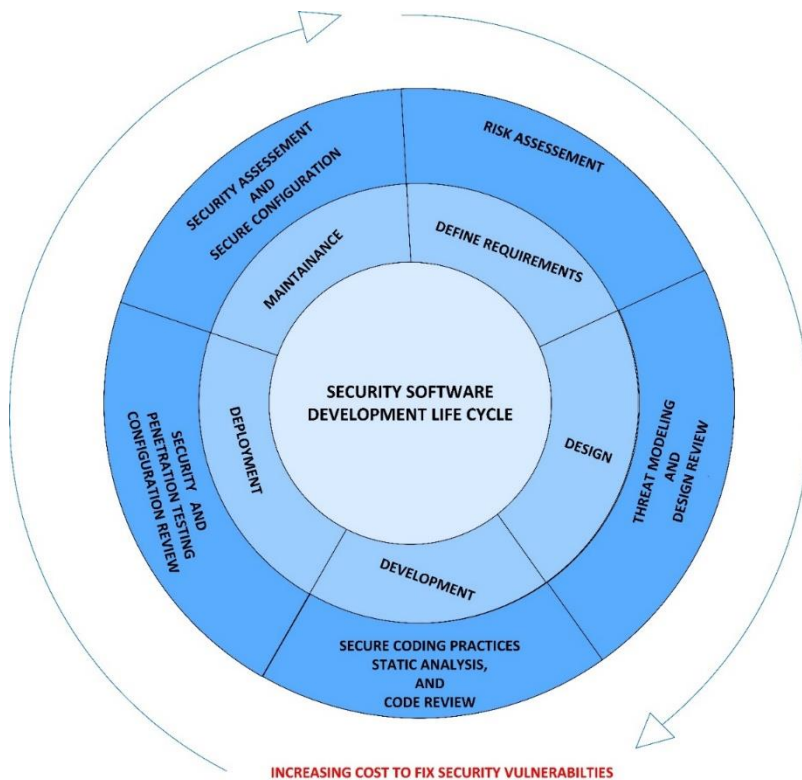 SECURITY ASSESSEMENT
AND
SECURE CONFIGURATION
RISK ASSESSEMENT
MAINTAINANCE
DEFINE REQUIREMENTS
SECURITY SOFTWARE
DEVELOPMENT LIFE CYCLE
DESIGN
THREAT MODELING
AND
DESIGN REVIEW
DEPLOYMENT
SECURITY AND
PENETRATION TESTING
CONFIGURATION REVIEW
DEVELOPMENT
SECURE CODING PRACTICES
STATIC ANALYSIS,
AND
CODE REVIEW
INCREASING COST TO FIX SECURITY VULNERABILTIES